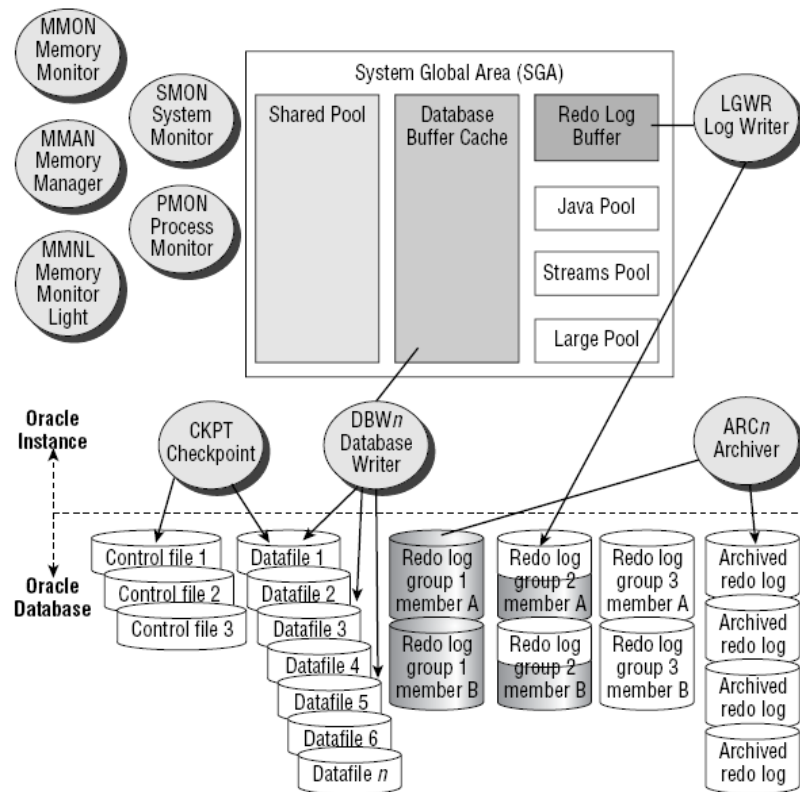 MMON
Memory
Monitor
SMON
System
Monitor
MMAN
Memory
Manager
PMON
Process
Monitor
MMNL
Memory
Monitor
Light
System Global Area (SGA)
Shared Pool
Database
Buffer Cache
Redo Log
Buffer
Java Pool
Streams Pool
Large Pool
LGWR
Log Writer
Oracle
Instance
CKPT
Checkpoint
DBWn
Database
Writer
ARCn
Archiver
Oracle
Database
Control file 1
Control file 2
Control file 3
Datafile 1
Datafile 2
Datafile 3
Datafile 4
Datafile 5
Datafile 6
Datafile n
Redo log
group 1
member A
Redo log
group 2
member A
Redo log
group 3
member A
Redo log
group 1
member B
Redo log
group 2
member B
Redo log
group 3
member B
Archived
redo log
Archived
redo log
Archived
redo log
Archived
redo log